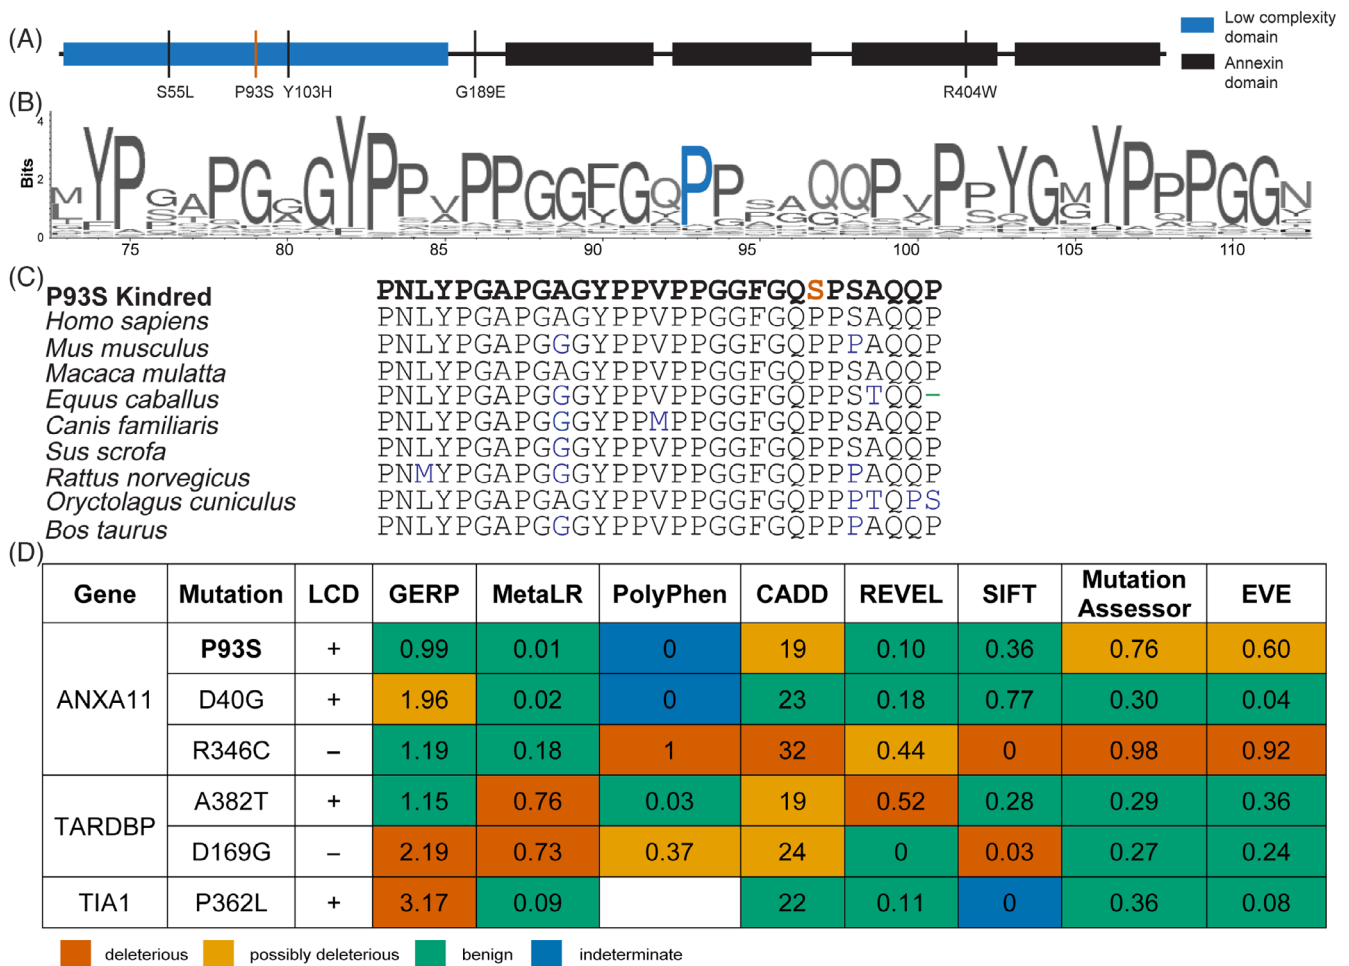 (A)
Low complexity
domain
Annexin
domain
S55L P93S Y103H G189E R404W
(B)
Bits
4
2
0
75 80 85 90 95 100 105 110
(C)
P93S Kindred PNLYPGAPGAGYPPVPPGGFGQSPSAQQP
Homo sapiens PNLYPGAPGAGYPPVPPGGFGQPPSAQQP
Mus musculus PNLYPGAPGGGYPPVPPGGFGQPPPAQQP
Macaca mulatta PNLYPGAPGAGYPPVPPGGFGQPPSAQQP
Equus caballus PNLYPGAPGGGYPPVPPGGFGQPPSTQQ–
Canis familiaris PNLYPGAPGGGYPPMPPGGFGQPPSAQQP
Sus scrofa PNLYPGAPGGGYPPVPPGGFGQPPSAQQP
Rattus norvegicus PNMYPGAPGGGYPPVPPGGFGQPPPAQQP
Oryctolagus cuniculus PNLYPGAPGAGYPPVPPGGFGQPPPTQPS
Bos taurus PNLYPGAPGGGYPPVPPGGFGQPPPAQQP
(D)
Gene Mutation LCD GERP MetaLR PolyPhen CADD REVEL SIFT Mutation Assessor EVE
ANXA11 P93S + 0.99 0.01 0 19 0.10 0.36 0.76 0.60
D40G + 1.96 0.02 0 23 0.18 0.77 0.30 0.04
R346C – 1.19 0.18 1 32 0.44 0 0.98 0.92
TARDBP A382T + 1.15 0.76 0.03 19 0.52 0.28 0.29 0.36
D169G – 2.19 0.73 0.37 24 0 0.03 0.27 0.24
TIA1 P362L + 3.17 0.09 22 0.11 0 0.36 0.08
deleterious possibly deleterious benign indeterminate